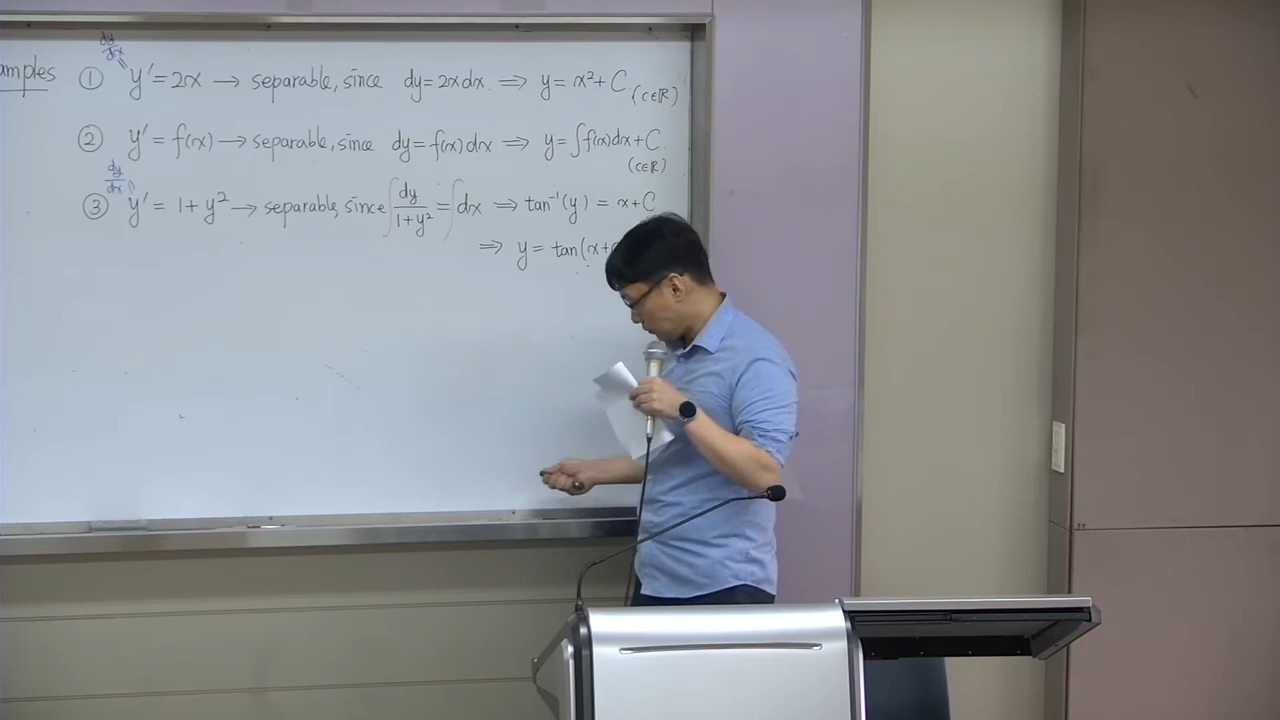 dy/dx
amples ① y' = 2x → separable, since dy = 2x dx. ⟹ y = x² + C (C∈ℝ)
② y' = f(x) → separable, since dy = f(x) dx ⟹ y = ∫f(x)dx + C (C∈ℝ)
dy/dx
③ y' = 1 + y² → separable, since ∫ dy/(1+y²) = ∫ dx ⟹ tan⁻¹(y) = x + C
⟹ y = tan(x+